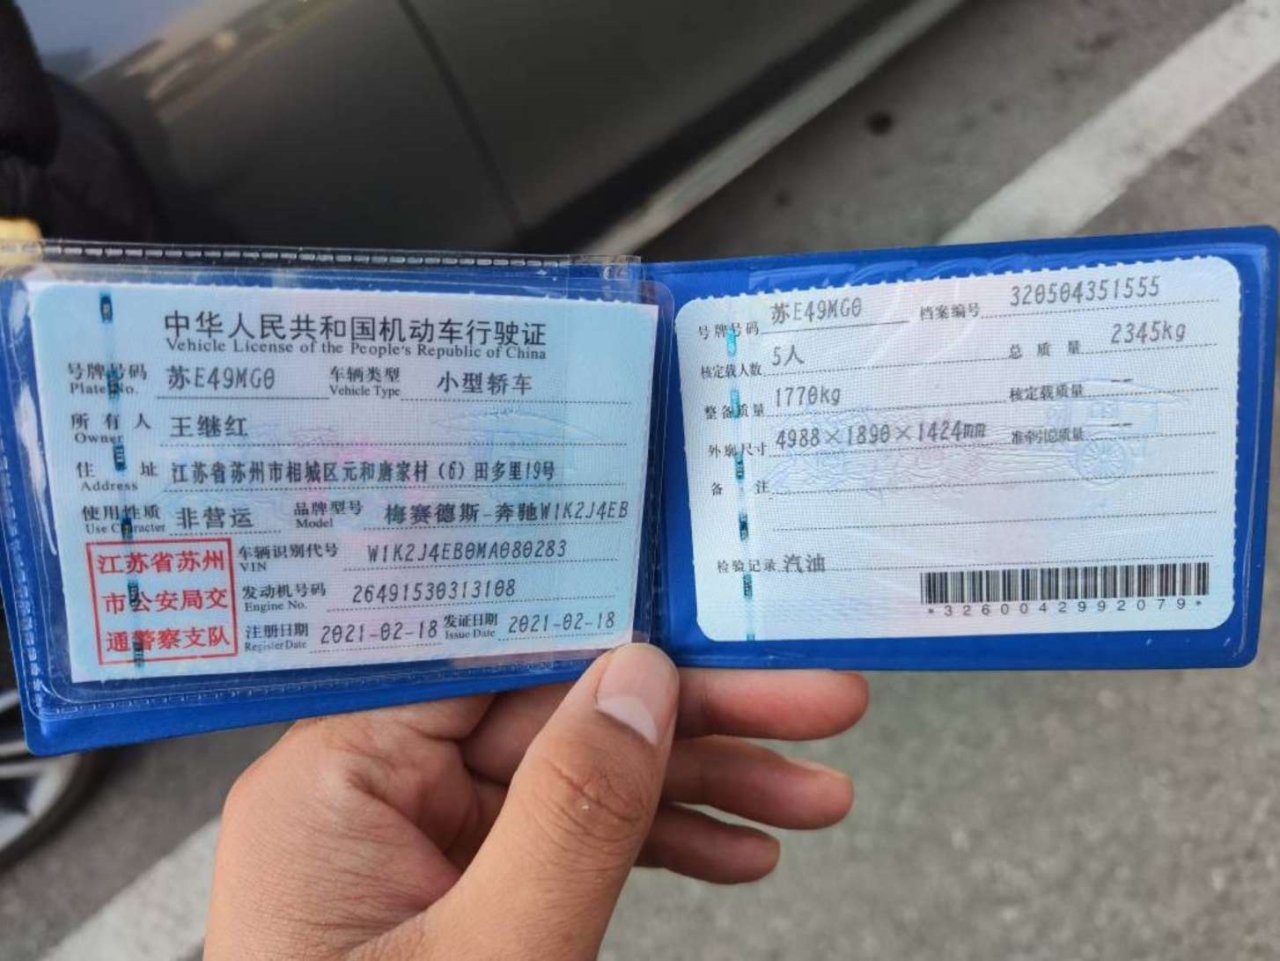 中华人民共和国机动车行驶证
Vehicle License of the People's Republic of China
号牌号码 苏E49MG0 车辆类型 小型轿车
Plate No. Vehicle Type
所有人 王继红
Owner
住址 江苏省苏州市相城区元和唐家村(6)田多里19号
Address
使用性质 非营运 品牌型号 梅赛德斯-奔驰W1K2J4EB
Use Character Model
江苏省苏州
市公安局交
通警察支队
车辆识别代号 W1K2J4EB0MA080283
VIN
发动机号码 26491530313108
Engine No.
注册日期 2021-02-18 发证日期 2021-02-18
Register Date Issue Date
号牌号码 苏E49MG0 档案编号 320504351555
核定载人数 5人 总质量 2345kg
整备质量 1770kg 核定载质量 --
外廓尺寸 4988×1890×1424 准牵引总质量 --
备注
检验记录 汽油
*3260042992079*